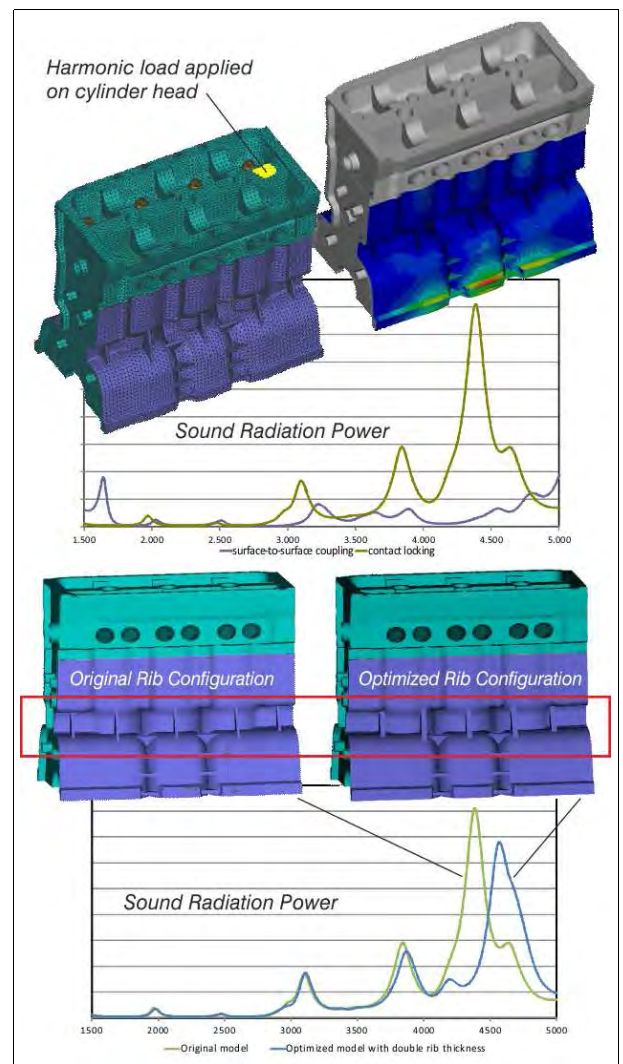 Harmonic load applied
on cylinder head
Sound Radiation Power
1.500 2.000 2.500 3.000 3.500 4.000 4.500 5.000
surface-to-surface coupling contact locking
Original Rib Configuration Optimized Rib Configuration
Sound Radiation Power
1500 2000 2500 3000 3500 4000 4500 5000
Original model Optimized model with double rib thickness